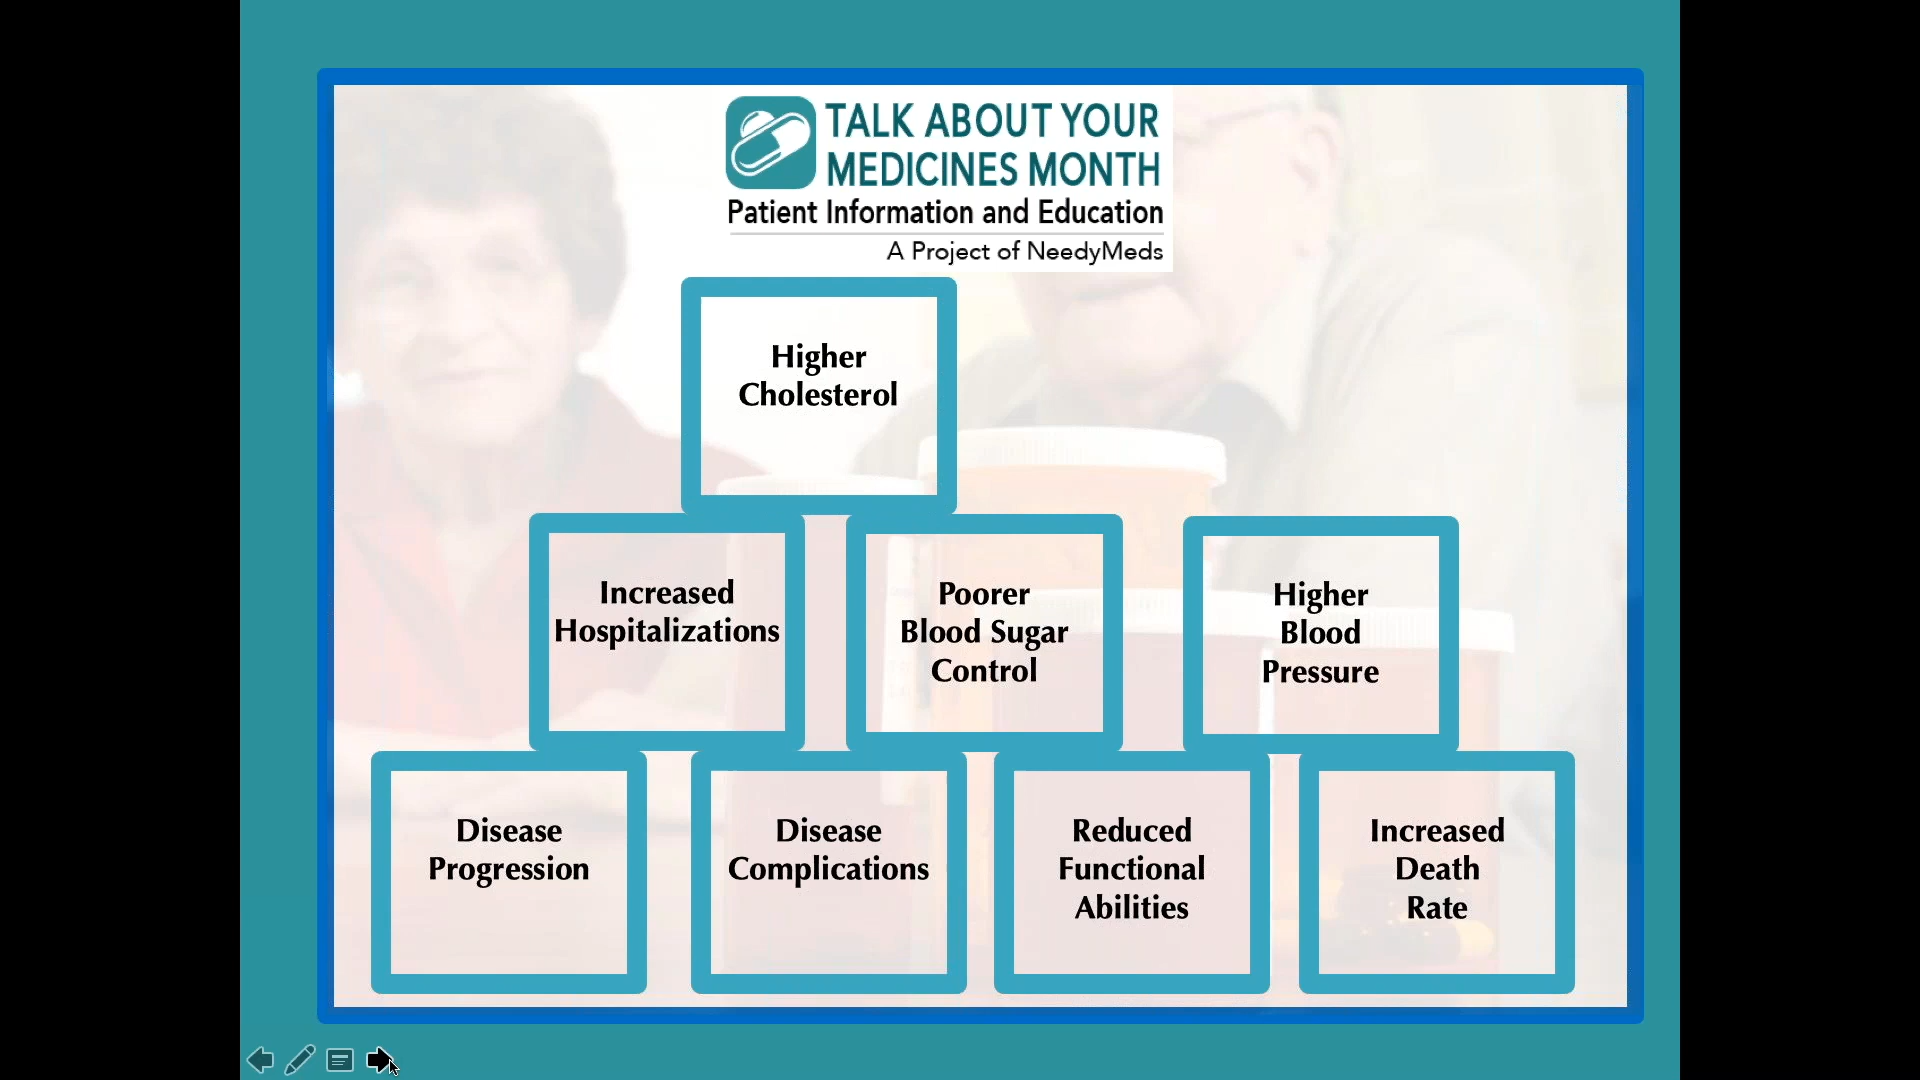 TALK ABOUT YOUR
MEDICINES MONTH
Patient Information and Education
A Project of NeedyMeds
Higher
Cholesterol
Increased
Hospitalizations
Poorer
Blood Sugar
Control
Higher
Blood
Pressure
Disease
Progression
Disease
Complications
Reduced
Functional
Abilities
Increased
Death
Rate